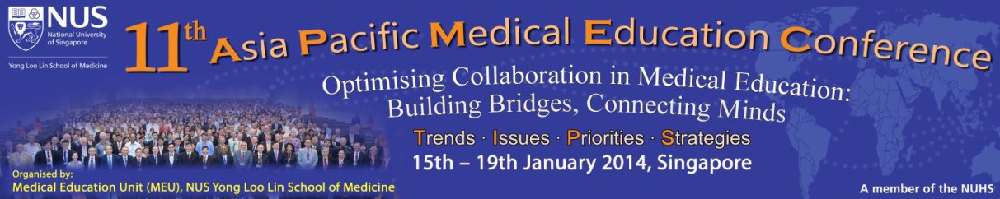 NUS
National University
of Singapore
Yong Loo Lin School of Medicine
11th Asia Pacific Medical Education Conference
Optimising Collaboration in Medical Education:
Building Bridges, Connecting Minds
Trends · Issues · Priorities · Strategies
15th – 19th January 2014, Singapore
Organised by:
Medical Education Unit (MEU), NUS Yong Loo Lin School of Medicine
A member of the NUHS